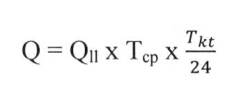 Q = Qll x Tcp x Tkt/24